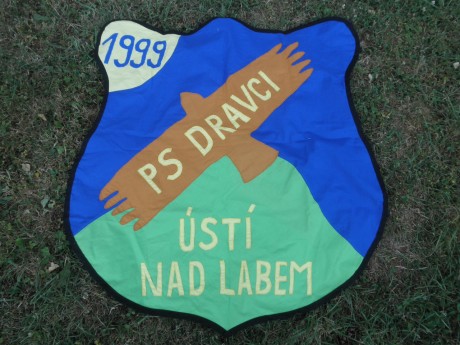 1999
PS DRAVCI
ÚSTÍ
NAD LABEM